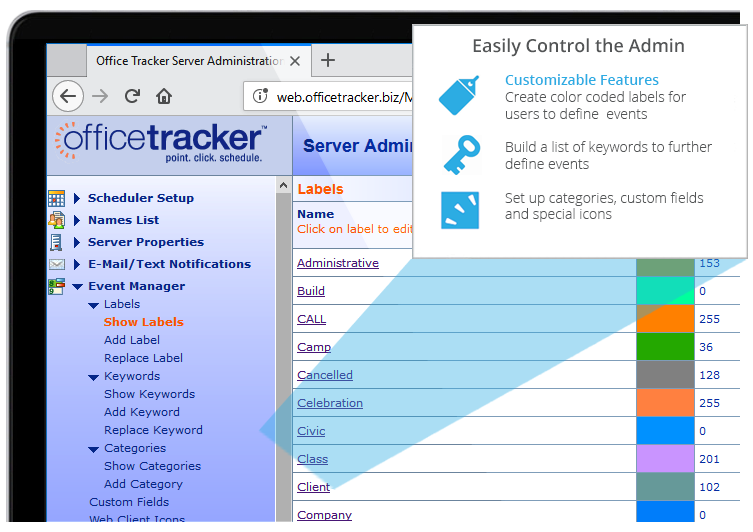 Easily Control the Admin
Customizable Features
Create color coded labels for
users to define events
Build a list of keywords to further
define events
Set up categories, custom fields
and special icons
Office Tracker Server Administration
web.officetracker.biz/M
officetracker™
point. click. schedule.
Server Admi
Scheduler Setup
Names List
Server Properties
E-Mail/Text Notifications
Event Manager
Labels
Show Labels
Add Label
Replace Label
Keywords
Show Keywords
Add Keyword
Replace Keyword
Categories
Show Categories
Add Category
Custom Fields
Web Client Icons
Labels
Name
Click on label to edit
Administrative 153
Build 0
CALL 255
Camp 36
Cancelled 128
Celebration 255
Civic 0
Class 201
Client 102
Company 0